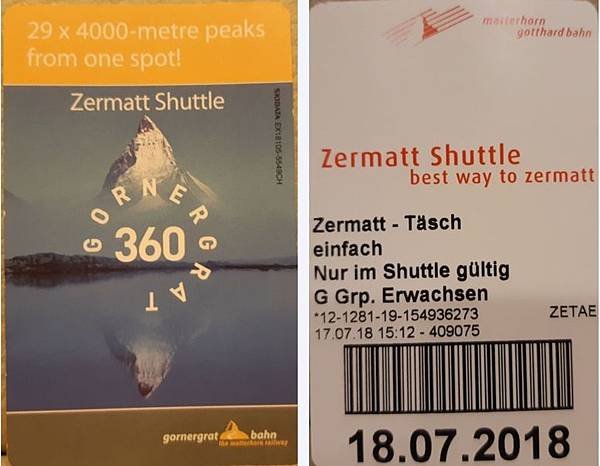 29 x 4000-metre peaks
from one spot!
Zermatt Shuttle
GORNERGRAT
360
gornergrat bahn
the matterhorn railway
matterhorn
gotthard bahn
Zermatt Shuttle
best way to zermatt
Zermatt - Täsch
einfach
Nur im Shuttle gültig
G Grp. Erwachsen
*12-1281-19-154936273 ZETAE
17.07.18 15:12 - 409075
18.07.2018